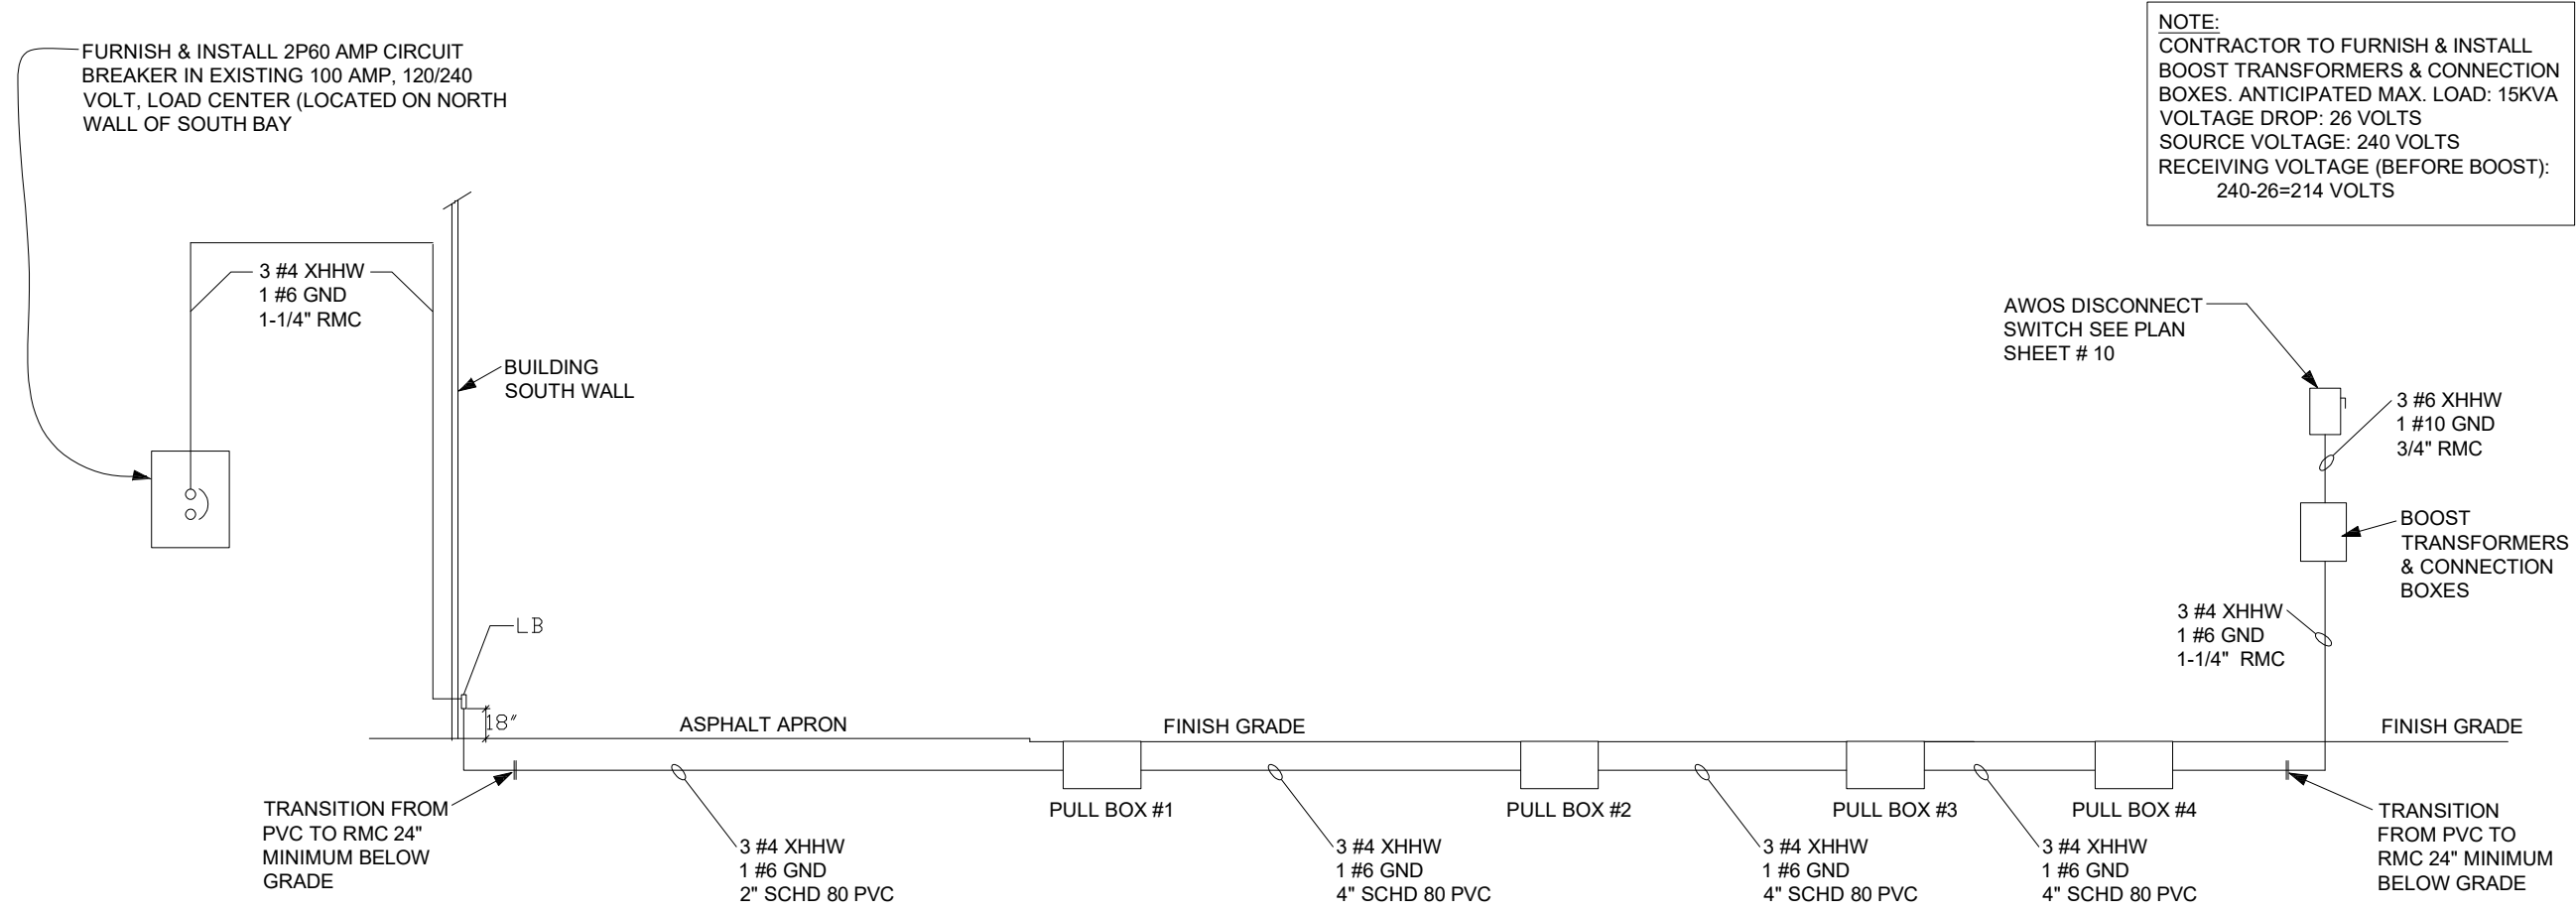 FURNISH & INSTALL 2P60 AMP CIRCUIT
BREAKER IN EXISTING 100 AMP, 120/240
VOLT, LOAD CENTER (LOCATED ON NORTH
WALL OF SOUTH BAY
NOTE:
CONTRACTOR TO FURNISH & INSTALL
BOOST TRANSFORMERS & CONNECTION
BOXES. ANTICIPATED MAX. LOAD: 15KVA
VOLTAGE DROP: 26 VOLTS
SOURCE VOLTAGE: 240 VOLTS
RECEIVING VOLTAGE (BEFORE BOOST):
240-26=214 VOLTS
3 #4 XHHW
1 #6 GND
1-1/4" RMC
BUILDING
SOUTH WALL
AWOS DISCONNECT
SWITCH SEE PLAN
SHEET # 10
3 #6 XHHW
1 #10 GND
3/4" RMC
BOOST
TRANSFORMERS
& CONNECTION
BOXES
3 #4 XHHW
1 #6 GND
1-1/4" RMC
LB
18"
ASPHALT APRON
FINISH GRADE
FINISH GRADE
TRANSITION FROM
PVC TO RMC 24"
MINIMUM BELOW
GRADE
PULL BOX #1
PULL BOX #2
PULL BOX #3
PULL BOX #4
3 #4 XHHW
1 #6 GND
2" SCHD 80 PVC
3 #4 XHHW
1 #6 GND
4" SCHD 80 PVC
3 #4 XHHW
1 #6 GND
4" SCHD 80 PVC
3 #4 XHHW
1 #6 GND
4" SCHD 80 PVC
TRANSITION
FROM PVC TO
RMC 24" MINIMUM
BELOW GRADE